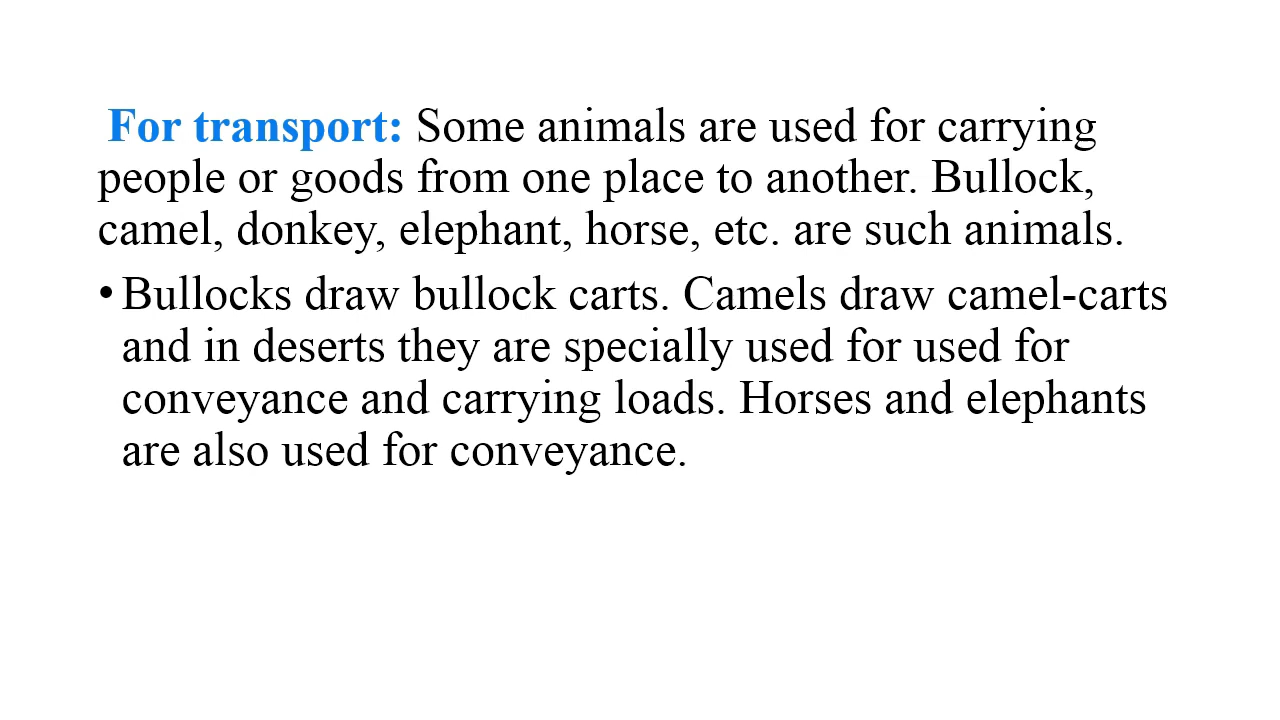 For transport: Some animals are used for carrying
people or goods from one place to another. Bullock,
camel, donkey, elephant, horse, etc. are such animals.
• Bullocks draw bullock carts. Camels draw camel-carts
and in deserts they are specially used for used for
conveyance and carrying loads. Horses and elephants
are also used for conveyance.